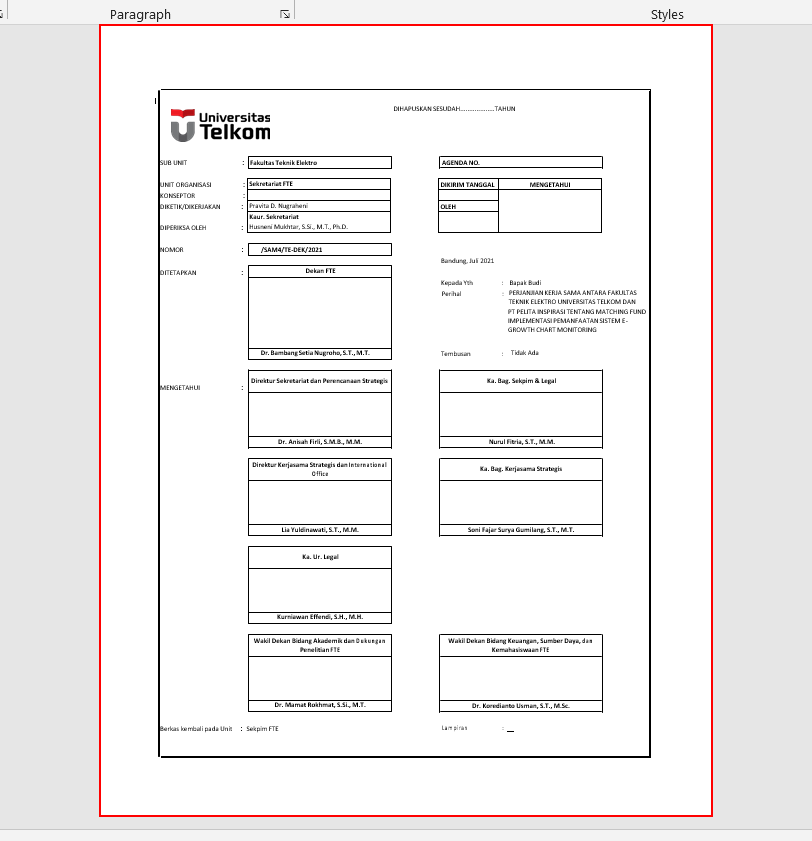 Paragraph
Styles
DIHAPUSKAN SESUDAH....................TAHUN
Universitas
Telkom
SUB UNIT : Fakultas Teknik Elektro
AGENDA NO.
UNIT ORGANISASI : Sekretariat FTE
DIKIRIM TANGGAL MENGETAHUI
KONSEPTOR :
DIKETIK/DIKERJAKAN : Pravita D. Nugraheni
OLEH
Kaur. Sekretariat
DIPERIKSA OLEH : Husneni Mukhtar, S.Si., M.T., Ph.D.
NOMOR : /SAM4/TE-DEK/2021
Bandung, Juli 2021
DITETAPKAN : Dekan FTE
Kepada Yth : Bapak Budi
Perihal : PERJANJIAN KERJA SAMA ANTARA FAKULTAS
TEKNIK ELEKTRO UNIVERSITAS TELKOM DAN
PT PELITA INSPIRASI TENTANG MATCHING FUND
IMPLEMENTASI PEMANFAATAN SISTEM E-
GROWTH CHART MONITORING
Dr. Bambang Setia Nugroho, S.T., M.T.
Tembusan : Tidak Ada
MENGETAHUI :
Direktur Sekretariat dan Perencanaan Strategis
Ka. Bag. Sekpim & Legal
Dr. Anisah Firli, S.M.B., M.M.
Nurul Fitria, S.T., M.M.
Direktur Kerjasama Strategis dan International
Office
Ka. Bag. Kerjasama Strategis
Lia Yuldinawati, S.T., M.M.
Soni Fajar Surya Gumilang, S.T., M.T.
Ka. Ur. Legal
Kurniawan Effendi, S.H., M.H.
Wakil Dekan Bidang Akademik dan Dukungan
Penelitian FTE
Wakil Dekan Bidang Keuangan, Sumber Daya, dan
Kemahasiswaan FTE
Dr. Mamat Rokhmat, S.Si., M.T.
Dr. Koredianto Usman, S.T., M.Sc.
Berkas kembali pada Unit : Sekpim FTE
Lampiran : __